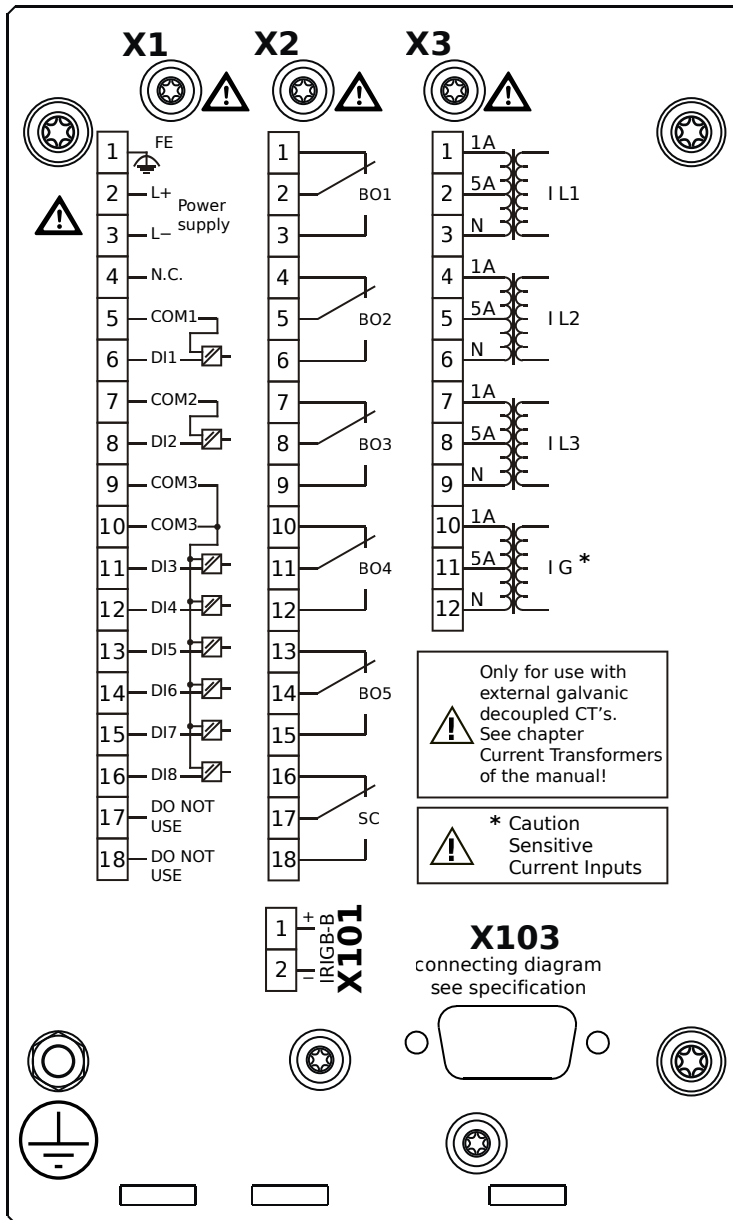 X1
X2
X3
1 FE
2 L+ Power
supply
3 L−
4 N.C.
5 COM1
6 DI1
7 COM2
8 DI2
9 COM3
10 COM3
11 DI3
12 DI4
13 DI5
14 DI6
15 DI7
16 DI8
17 DO NOT
USE
18 DO NOT
USE
1
2 BO1
3
4
5 BO2
6
7
8 BO3
9
10
11 BO4
12
13
14 BO5
15
16
17 SC
18
1 1A
2 5A I L1
3 N
4 1A
5 5A I L2
6 N
7 1A
8 5A I L3
9 N
10 1A
11 5A I G *
12 N
! Only for use with
external galvanic
decoupled CT's.
See chapter
Current Transformers
of the manual!
! * Caution
Sensitive
Current Inputs
1 +
2 −
IRIGB-B
X101
X103
connecting diagram
see specification